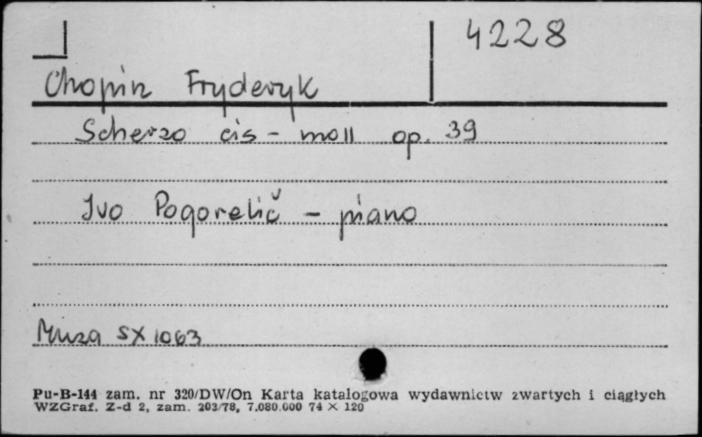 4228
Chopin Fryderyk
Scherzo cis-moll op. 39
Ivo Pogorelič - piano
Muza SX 1063
Pu-B-144 zam. nr 320/DW/On Karta katalogowa wydawnictw zwartych i ciągłych
WZGraf. Z-d 2, zam. 203/78, 7.080.000 74 × 120